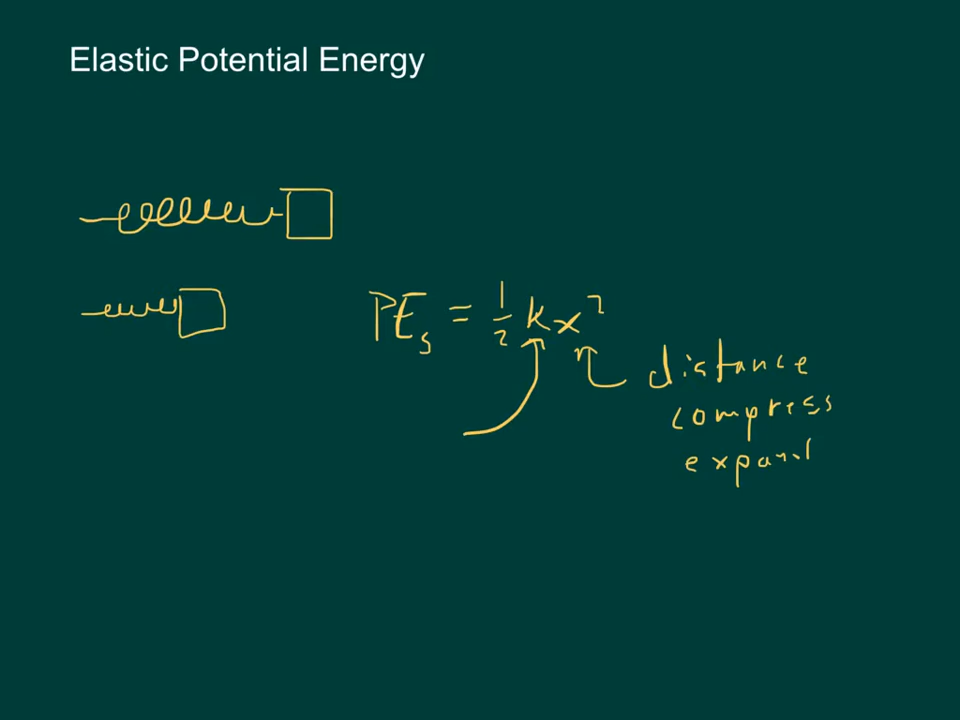 Elastic Potential Energy
PEs = 1/2 kx²
distance
compress
expand